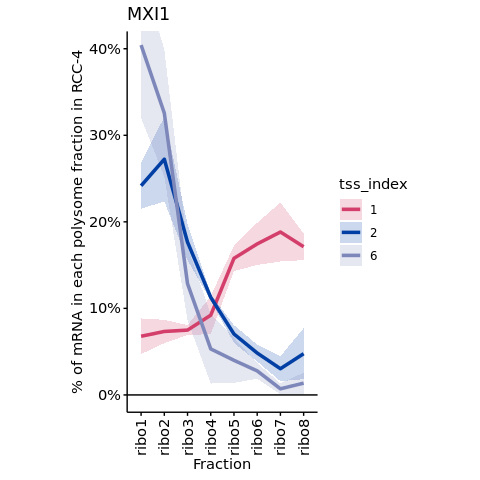 MXI1
% of mRNA in each polysome fraction in RCC-4
40%
30%
20%
10%
0%
ribo1
ribo2
ribo3
ribo4
ribo5
ribo6
ribo7
ribo8
Fraction
tss_index
1
2
6